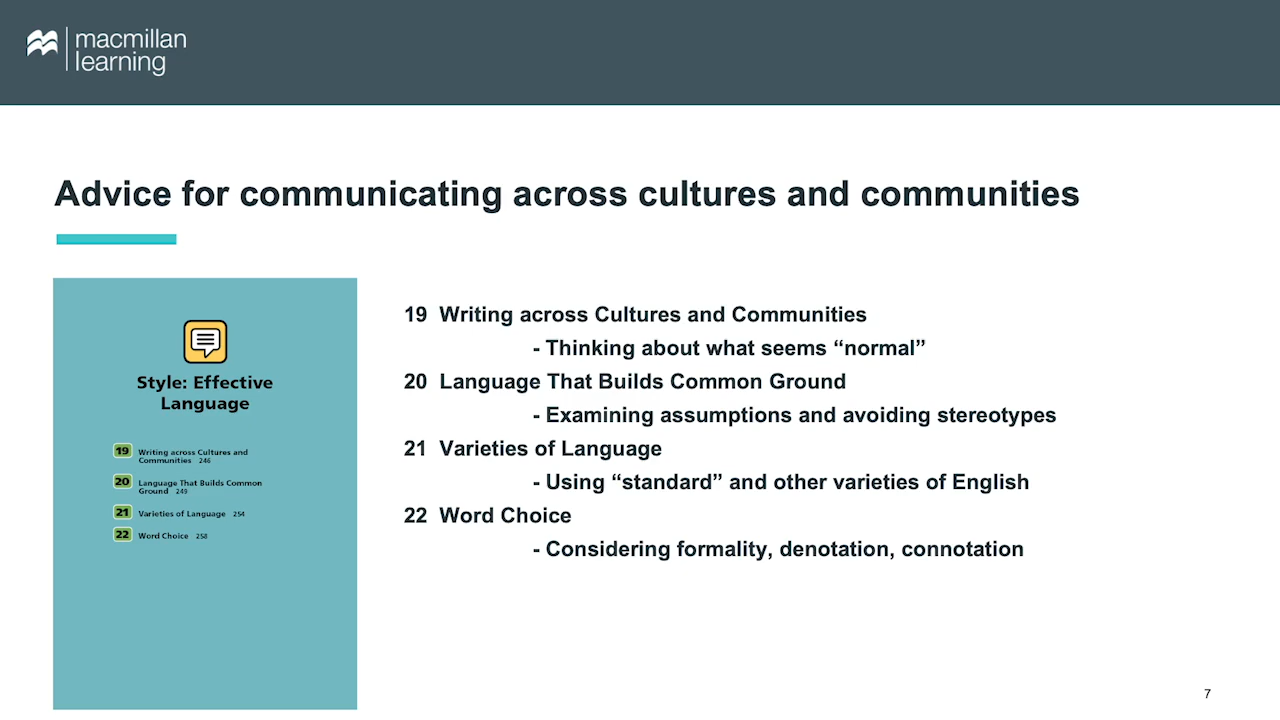 macmillan
learning
Advice for communicating across cultures and communities
Style: Effective
Language
19 Writing across Cultures and
Communities 246
20 Language That Builds Common
Ground 249
21 Varieties of Language 254
22 Word Choice 258
19 Writing across Cultures and Communities
- Thinking about what seems “normal”
20 Language That Builds Common Ground
- Examining assumptions and avoiding stereotypes
21 Varieties of Language
- Using “standard” and other varieties of English
22 Word Choice
- Considering formality, denotation, connotation
7